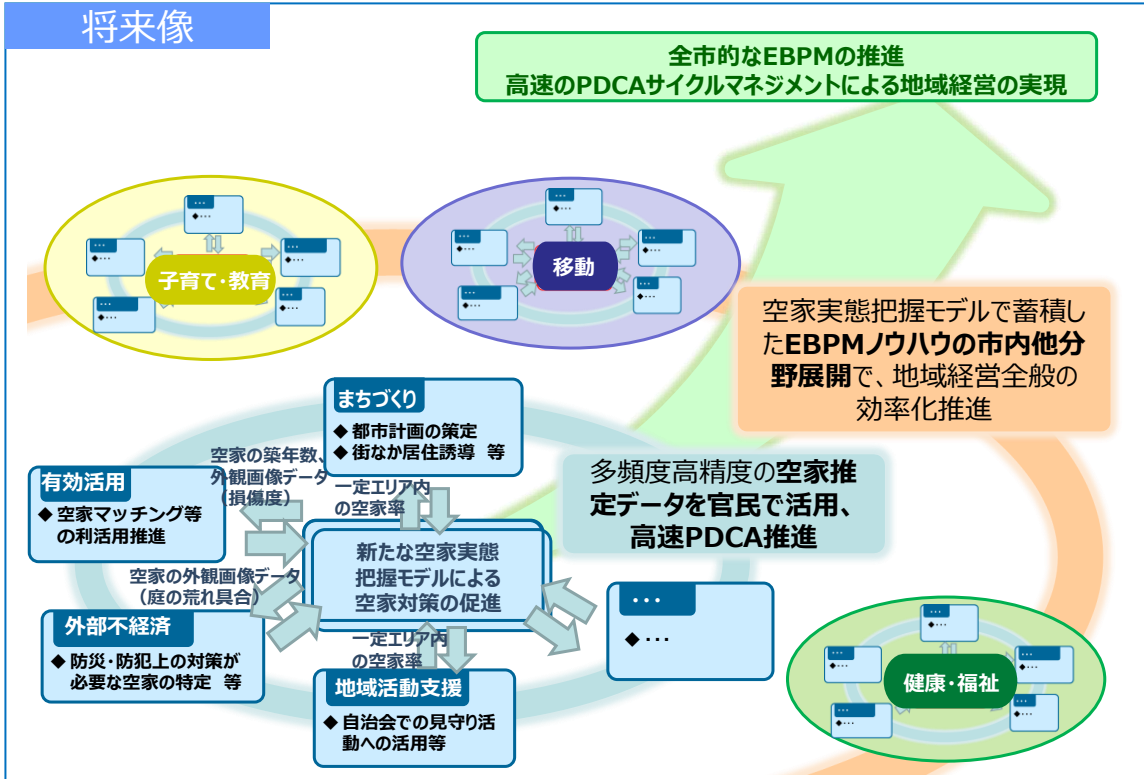 将来像
全市的なEBPMの推進
高速のPDCAサイクルマネジメントによる地域経営の実現
…
◆…
…
◆…
…
◆…
…
◆…
…
◆…
子育て・教育
…
◆…
…
◆…
…
◆…
…
◆…
…
◆…
移動
空家実態把握モデルで蓄積し
たEBPMノウハウの市内他分
野展開で、地域経営全般の
効率化推進
まちづくり
◆ 都市計画の策定
◆ 街なか居住誘導 等
空家の築年数、
外観画像データ
（損傷度）
一定エリア内
の空家率
有効活用
◆ 空家マッチング等
の利活用推進
多頻度高精度の空家推
定データを官民で活用、
高速PDCA推進
新たな空家実態
把握モデルによる
空家対策の促進
空家の外観画像データ
（庭の荒れ具合）
外部不経済
◆ 防災・防犯上の対策が
必要な空家の特定 等
一定エリア内
の空家率
地域活動支援
◆ 自治会での見守り活
動への活用等
…
◆ …
…
◆…
…
◆…
…
◆…
…
◆…
…
◆…
健康・福祉